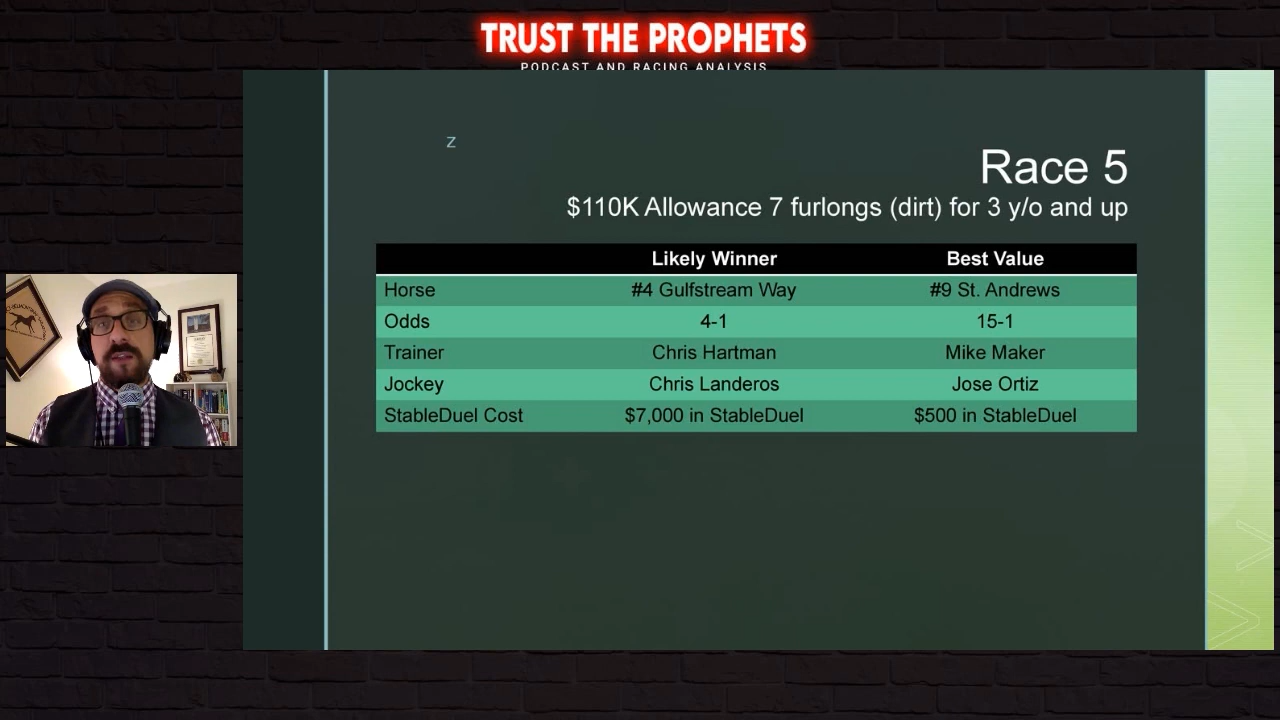 TRUST THE PROPHETS
PODCAST AND RACING ANALYSIS
z
Race 5
$110K Allowance 7 furlongs (dirt) for 3 y/o and up
Likely Winner Best Value
Horse #4 Gulfstream Way #9 St. Andrews
Odds 4-1 15-1
Trainer Chris Hartman Mike Maker
Jockey Chris Landeros Jose Ortiz
StableDuel Cost $7,000 in StableDuel $500 in StableDuel